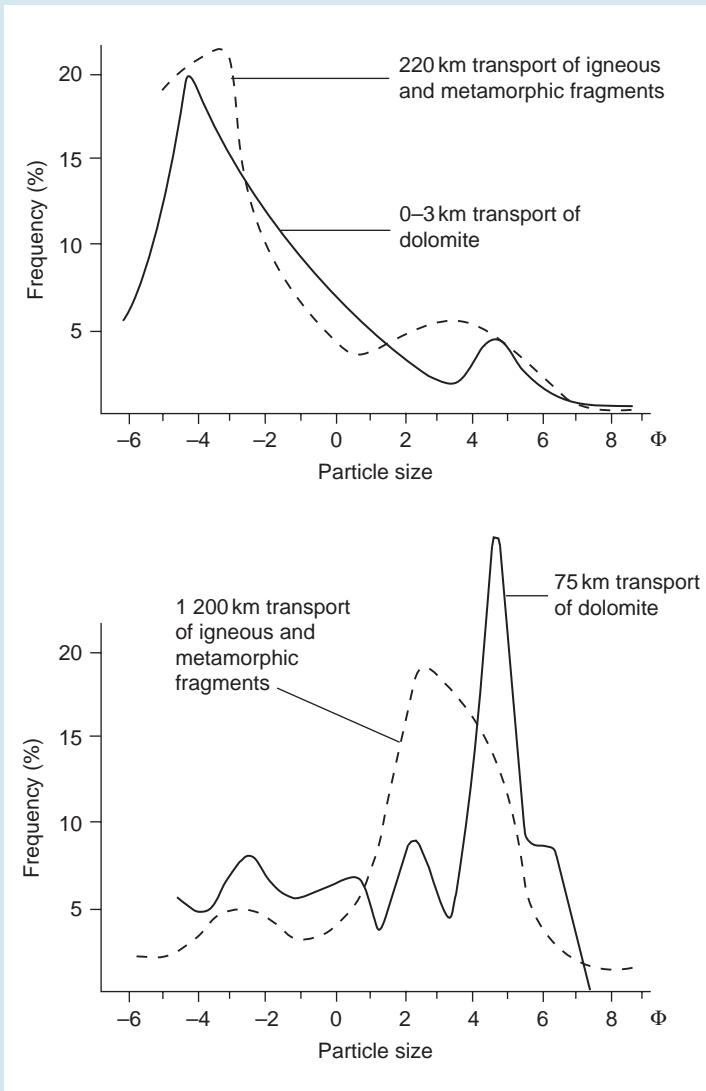 20
15
10
5
Frequency (%)
220 km transport of igneous
and metamorphic fragments
0–3 km transport of
dolomite
–6 –4 –2 0 2 4 6 8 Φ
Particle size
20
15
10
5
Frequency (%)
1 200 km transport
of igneous and
metamorphic
fragments
75 km transport
of dolomite
–6 –4 –2 0 2 4 6 8 Φ
Particle size